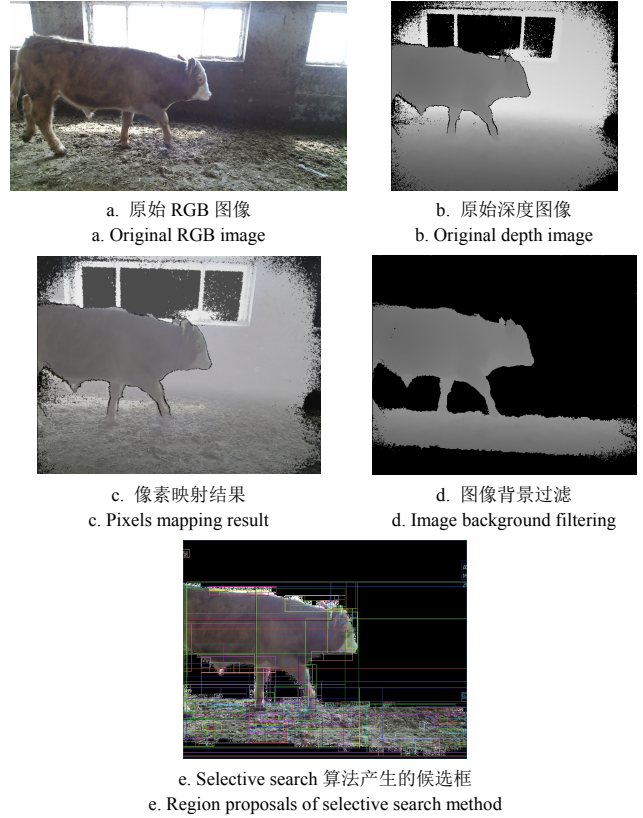 a. 原始 RGB 图像
a. Original RGB image
b. 原始深度图像
b. Original depth image
c. 像素映射结果
c. Pixels mapping result
d. 图像背景过滤
d. Image background filtering
e. Selective search 算法产生的候选框
e. Region proposals of selective search method